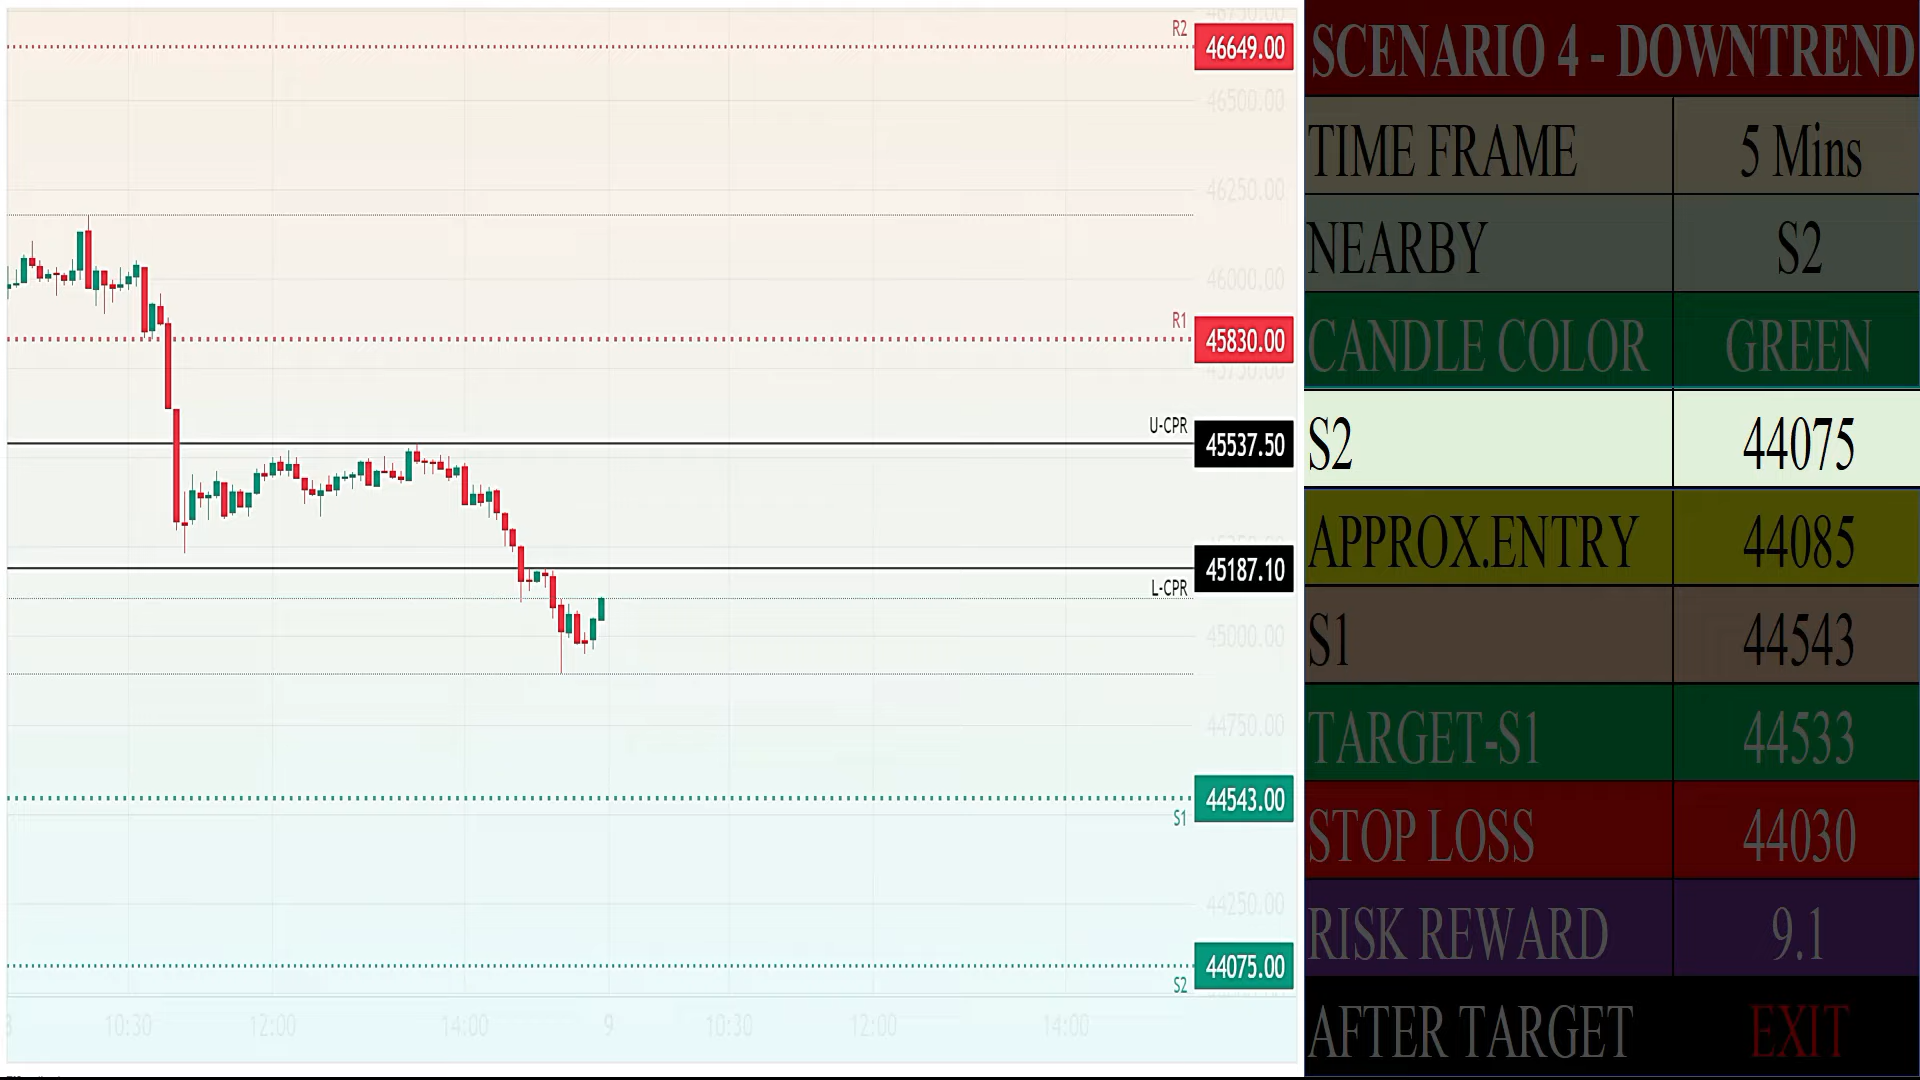 R2
46649.00
46500.00
46250.00
46000.00
R1
45830.00
U-CPR
45537.50
45187.10
L-CPR
45000.00
44750.00
44543.00
S1
44250.00
44075.00
S2
10:30 12:00 14:00 9 10:30 12:00 14:00
SCENARIO 4 - DOWNTREND
TIME FRAME 5 Mins
NEARBY S2
CANDLE COLOR GREEN
S2 44075
APPROX.ENTRY 44085
S1 44543
TARGET-S1 44533
STOP LOSS 44030
RISK REWARD 9.1
AFTER TARGET EXIT